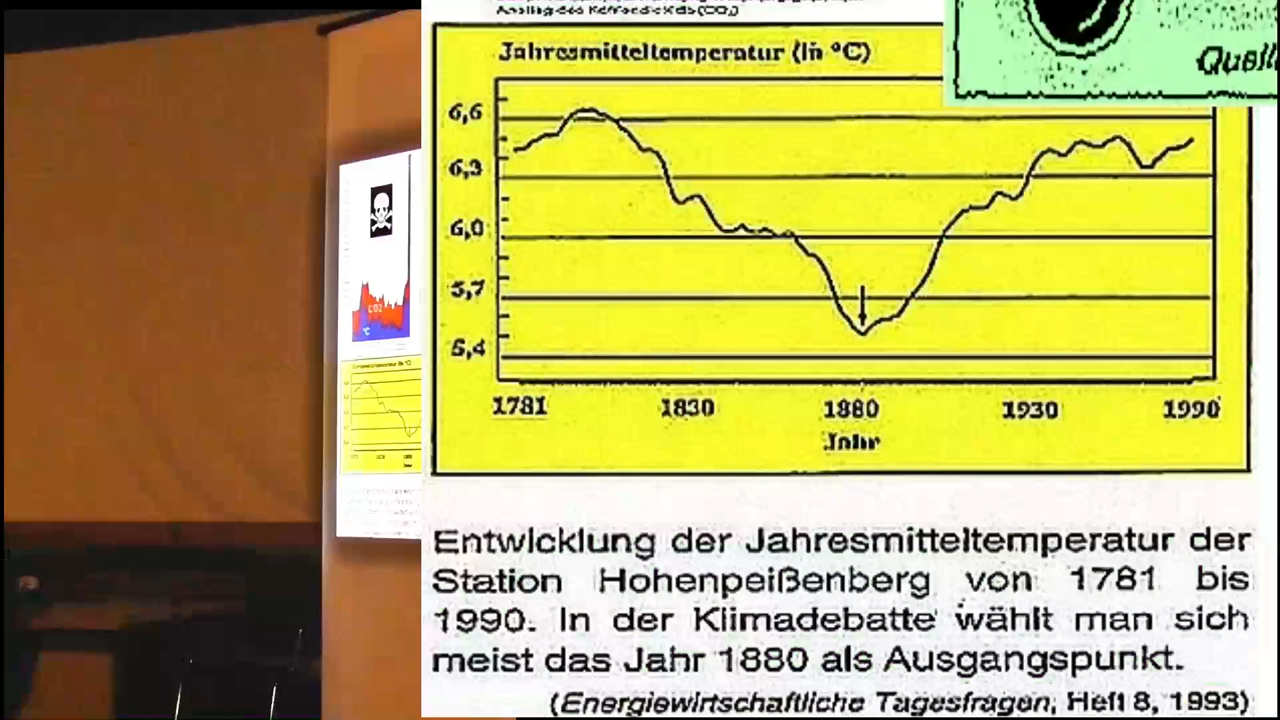 Jahresmitteltemperatur (in °C)
6,6
6,3
6,0
5,7
5,4
1781 1830 1880 1930 1990
Jahr
Entwicklung der Jahresmitteltemperatur der
Station Hohenpeißenberg von 1781 bis
1990. In der Klimadebatte wählt man sich
meist das Jahr 1880 als Ausgangspunkt.
(Energiewirtschaftliche Tagesfragen, Heft 8, 1993)
CO2
°C